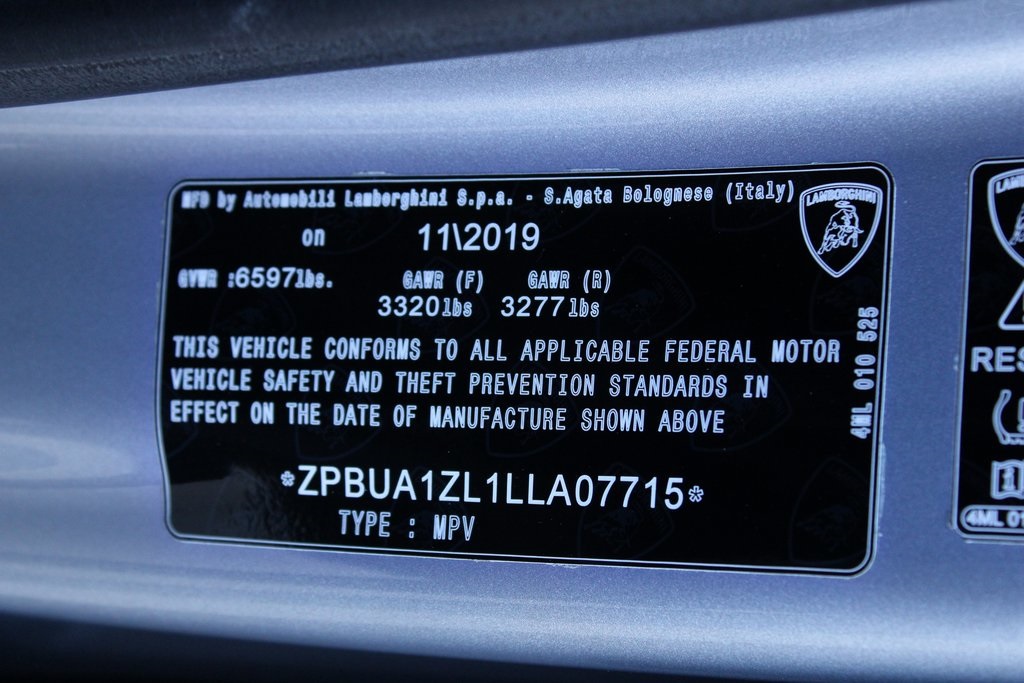 MFD by Automobili Lamborghini S.p.a. - S.Agata Bolognese (Italy)
on 11\2019
GVWR :6597lbs. GAWR (F) GAWR (R)
3320lbs 3277lbs
THIS VEHICLE CONFORMS TO ALL APPLICABLE FEDERAL MOTOR
VEHICLE SAFETY AND THEFT PREVENTION STANDARDS IN
EFFECT ON THE DATE OF MANUFACTURE SHOWN ABOVE
*ZPBUA1ZL1LLA07715*
TYPE : MPV
LAMBORGHINI
4ML 010 525
LAM
RES
4ML 01